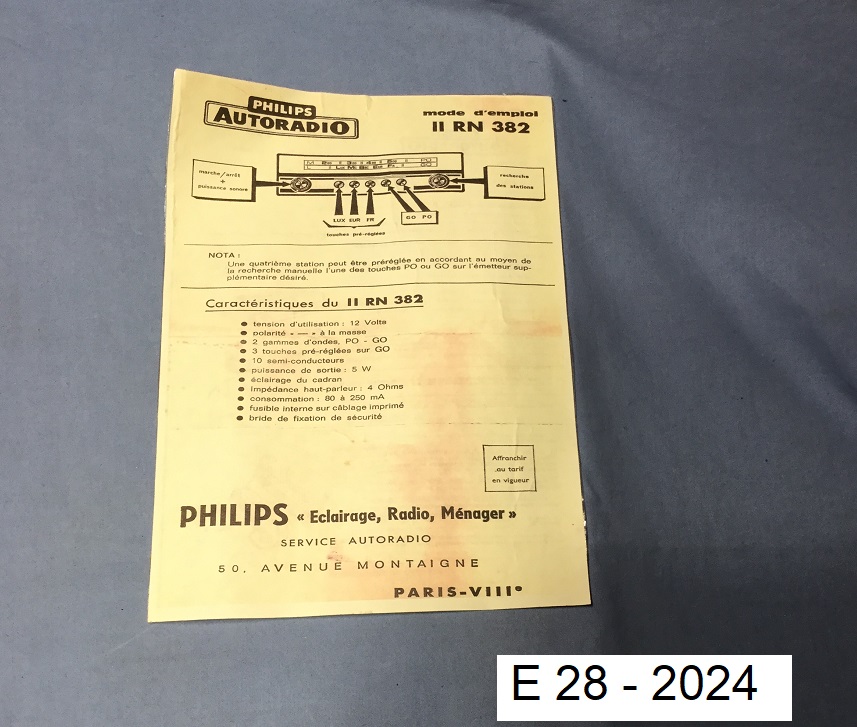 PHILIPS
AUTORADIO
mode d'emploi
II RN 382
marche/arrêt
+
puissance sonore
PO
GO
recherche
des stations
LUX EUR FR
GO PO
touches pré-réglées
NOTA :
Une quatrième station peut être préréglée en accordant au moyen de
la recherche manuelle l'une des touches PO ou GO sur l'émetteur sup-
plémentaire désiré.
Caractéristiques du II RN 382
● tension d'utilisation : 12 Volts
● polarité « — » à la masse
● 2 gammes d'ondes, PO - GO
● 3 touches pré-réglées sur GO
● 10 semi-conducteurs
● puissance de sortie : 5 W
● éclairage du cadran
● Impédance haut-parleur : 4 Ohms
● consommation : 80 à 250 mA
● fusible interne sur câblage imprimé
● bride de fixation de sécurité
Affranchir
au tarif
en vigueur
PHILIPS « Eclairage, Radio, Ménager »
SERVICE AUTORADIO
50, AVENUE MONTAIGNE
PARIS-VIIIe
E 28 - 2024